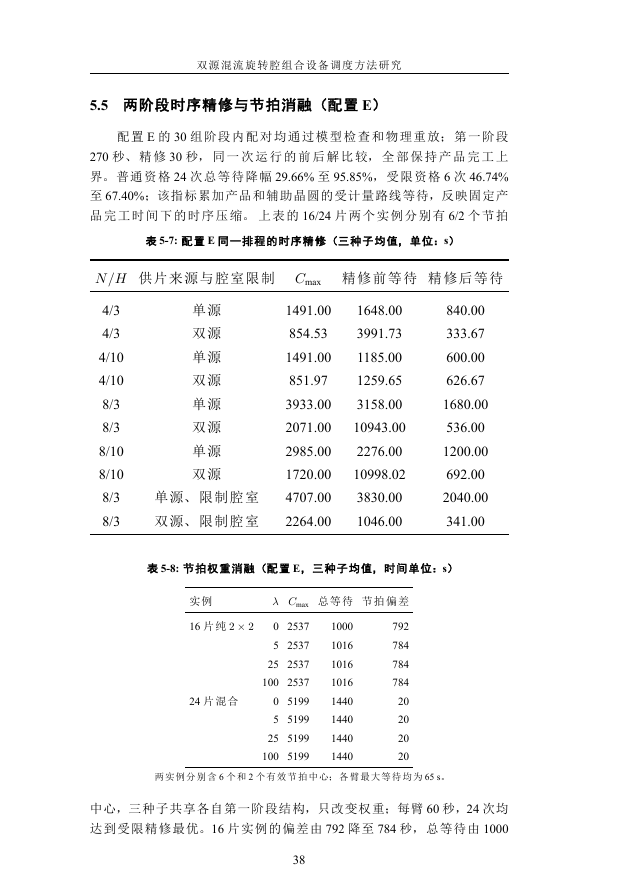 双源混流旋转腔组合设备调度方法研究
5.5 两阶段时序精修与节拍消融（配置 E）
配置 E 的 30 组阶段内配对均通过模型检查和物理重放；第一阶段
270 秒、精修 30 秒，同一次运行的前后解比较，全部保持产品完工上
界。普通资格 24 次总等待降幅 29.66% 至 95.85%，受限资格 6 次 46.74%
至 67.40%；该指标累加产品和辅助晶圆的受计量路线等待，反映固定产
品完工时间下的时序压缩。上表的 16/24 片两个实例分别有 6/2 个节拍
表 5-7: 配置 E 同一排程的时序精修（三种子均值，单位：s）
N/H 供片来源与腔室限制 Cmax 精修前等待 精修后等待
4/3 单源 1491.00 1648.00 840.00
4/3 双源 854.53 3991.73 333.67
4/10 单源 1491.00 1185.00 600.00
4/10 双源 851.97 1259.65 626.67
8/3 单源 3933.00 3158.00 1680.00
8/3 双源 2071.00 10943.00 536.00
8/10 单源 2985.00 2276.00 1200.00
8/10 双源 1720.00 10998.02 692.00
8/3 单源、限制腔室 4707.00 3830.00 2040.00
8/3 双源、限制腔室 2264.00 1046.00 341.00
表 5-8: 节拍权重消融（配置 E，三种子均值，时间单位：s）
实例 λ Cmax 总等待 节拍偏差
16 片纯 2 × 2 0 2537 1000 792
5 2537 1016 784
25 2537 1016 784
100 2537 1016 784
24 片混合 0 5199 1440 20
5 5199 1440 20
25 5199 1440 20
100 5199 1440 20
两实例分别含 6 个和 2 个有效节拍中心；各臂最大等待均为 65 s。
中心，三种子共享各自第一阶段结构，只改变权重；每臂 60 秒，24 次均
达到受限精修最优。16 片实例的偏差由 792 降至 784 秒，总等待由 1000
38